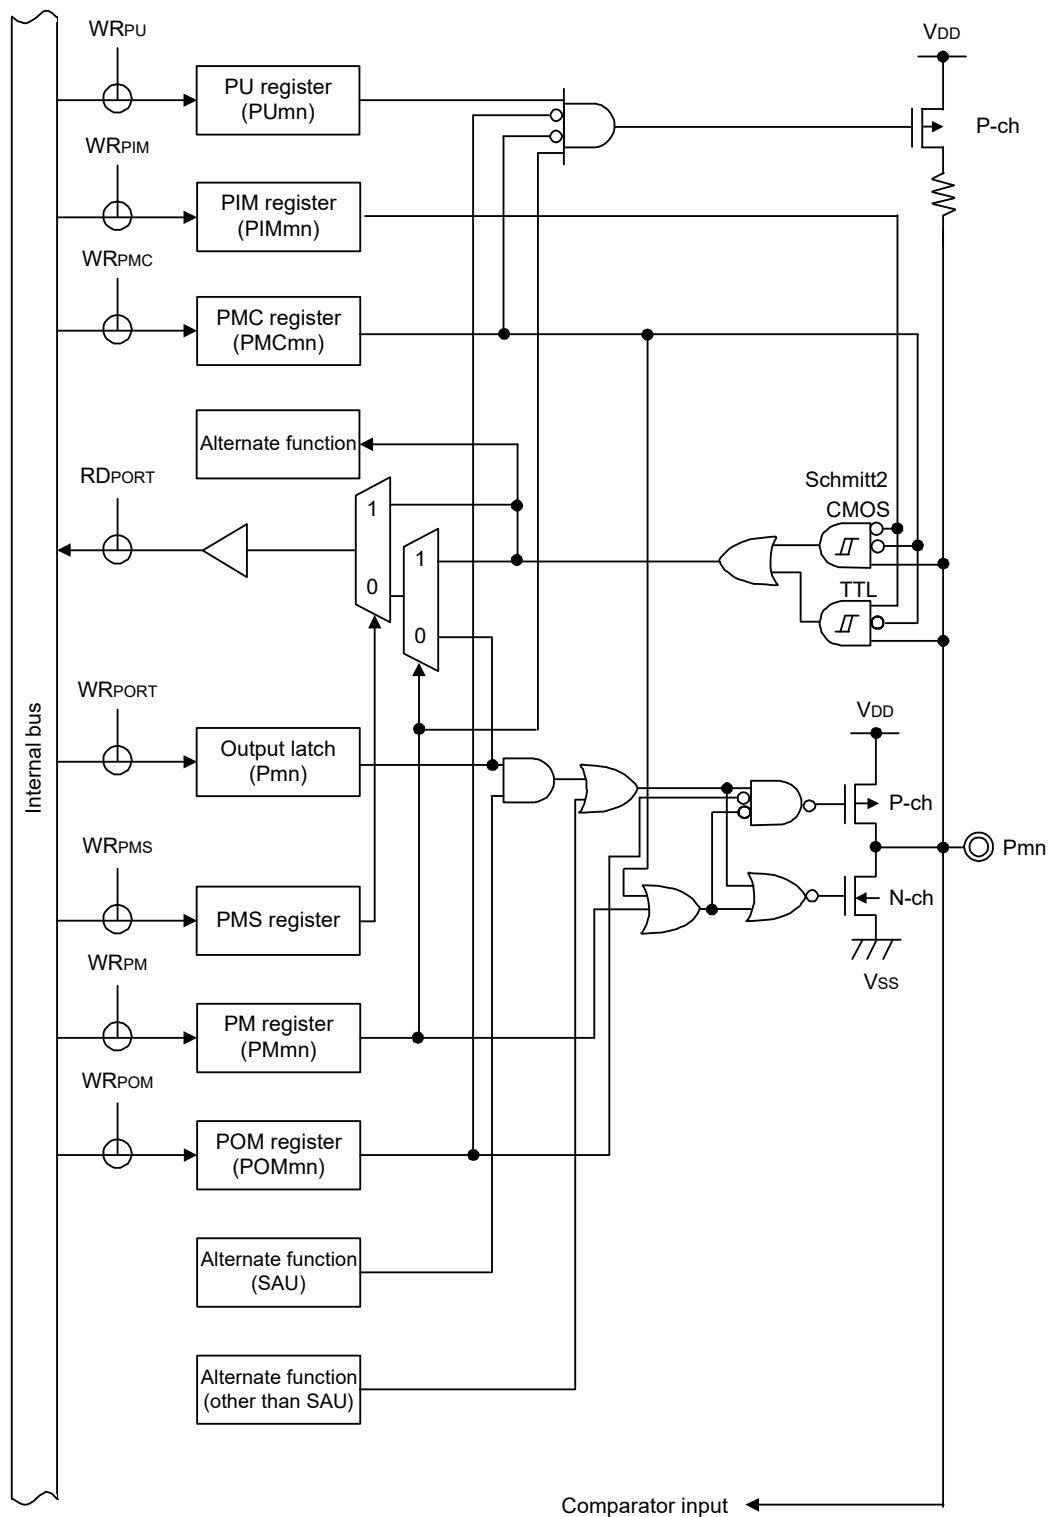 WRPU
VDD
PU register
(PUmn)
P-ch
WRPIM
PIM register
(PIMmn)
WRPMC
PMC register
(PMCmn)
Alternate function
RDPORT
1
0
1
0
Schmitt2
CMOS
TTL
WRPORT
Output latch
(Pmn)
VDD
P-ch
Pmn
N-ch
VSS
Internal bus
WRPMS
PMS register
WRPM
PM register
(PMmn)
WRPOM
POM register
(POMmn)
Alternate function
(SAU)
Alternate function
(other than SAU)
Comparator input